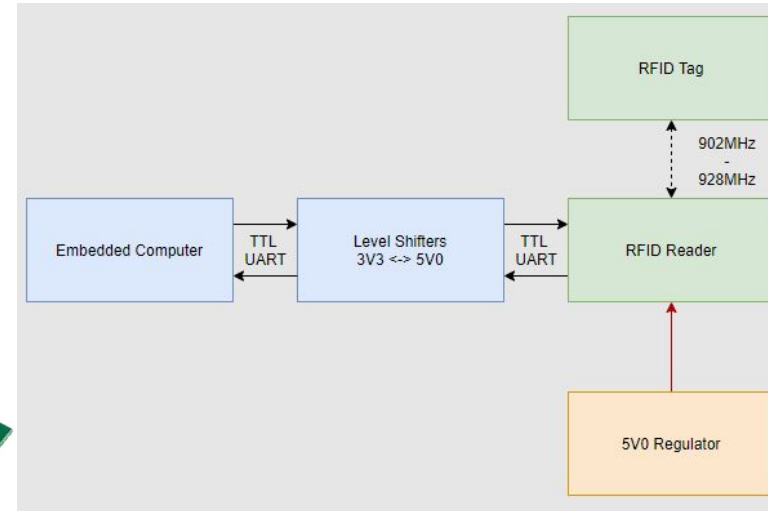 RFID Tag
902MHz
-
928MHz
Embedded Computer
TTL
UART
Level Shifters
3V3 <-> 5V0
TTL
UART
RFID Reader
5V0 Regulator